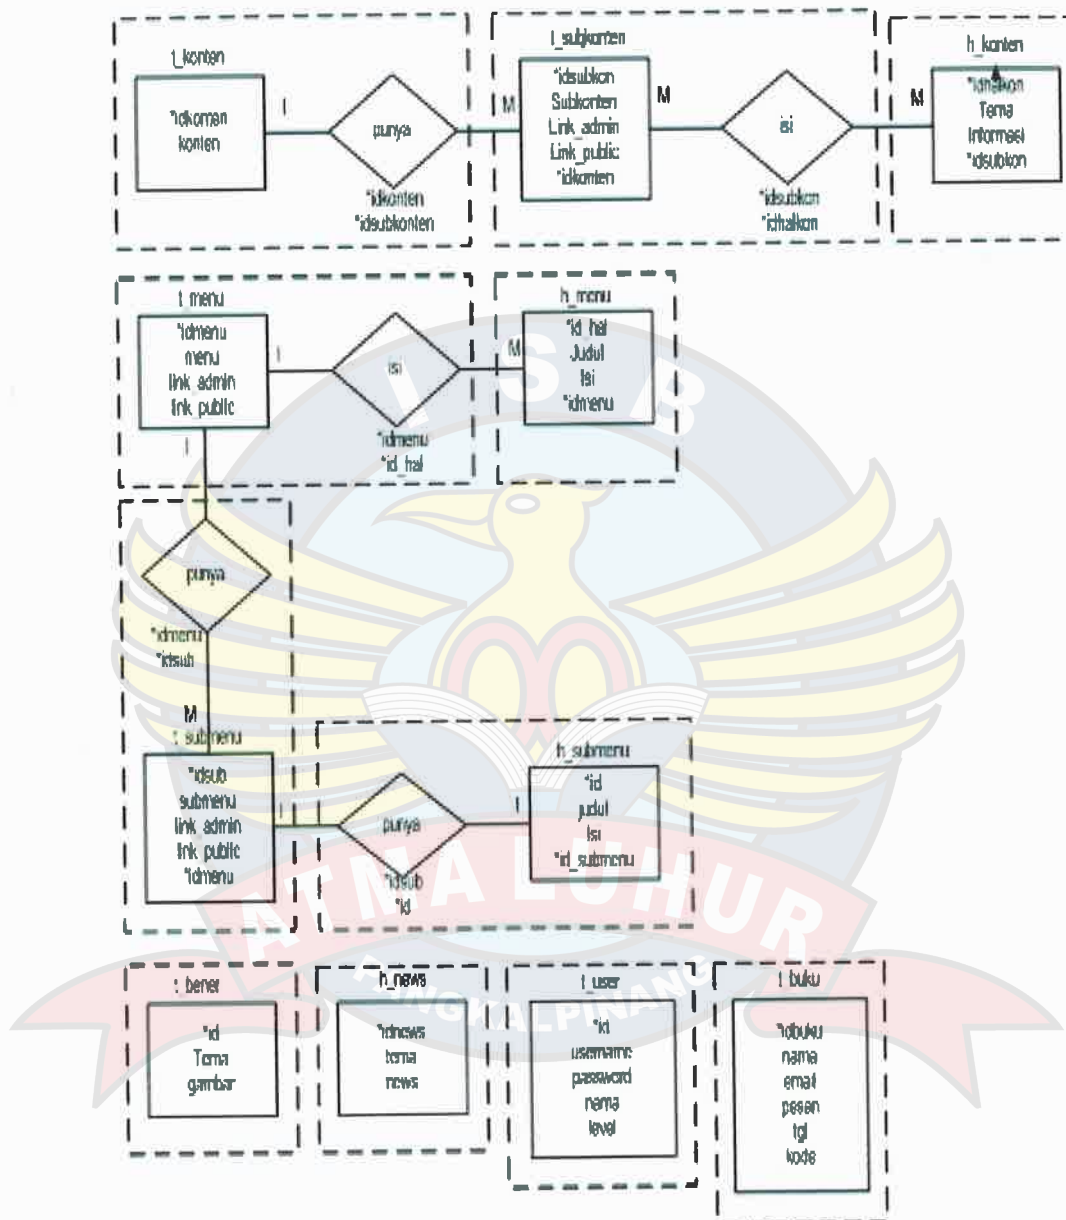 t_konten
*idkonten
konten
1
punya
*idkonten
*idsubkonten
M
t_subkonten
*idsubkon
Subkonten
Link_admin
Link_public
*idkonten
M
isi
*idsubkon
*idhalkon
M
h_konten
*idhalkon
Tema
Informasi
*idsubkon
t_menu
*idmenu
menu
link_admin
link_public
1
isi
*idmenu
*id_hal
M
h_menu
*id_hal
Judul
Isi
*idmenu
1
punya
*idmenu
*idsub
M
t_submenu
*idsub
submenu
link_admin
link_public
*idmenu
1
punya
*idsub
*id
1
h_submenu
*id
judul
Isi
*id_submenu
t_bener
*id
Tema
gambar
h_news
*idnews
tema
news
t_user
*id
username
password
nama
level
t_buku
*idbuku
nama
email
pesan
tgl
kode
ISB
ATMA LUHUR
PANGKALPINANG